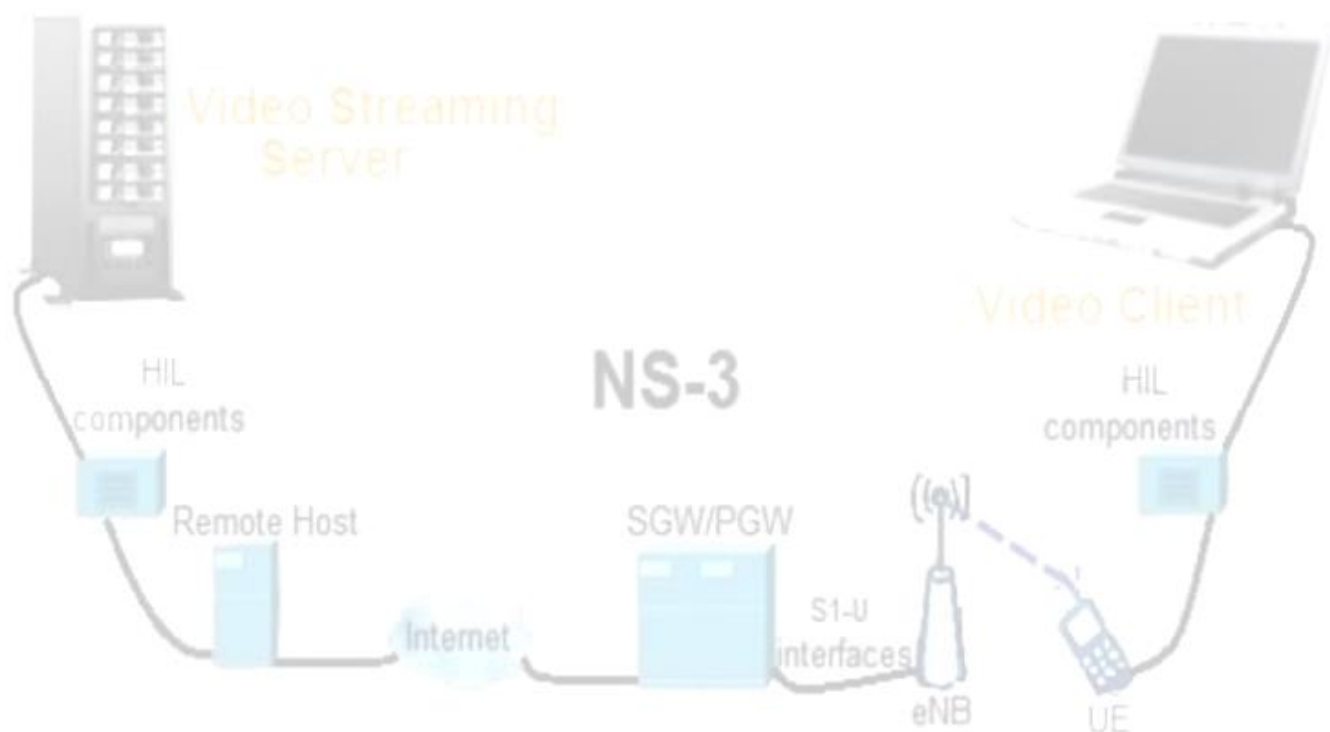 Video Streaming
Server
Video Client
HIL
components
NS-3
HIL
components
Remote Host
SGW/PGW
Internet
S1-U
interfaces
eNB
UE